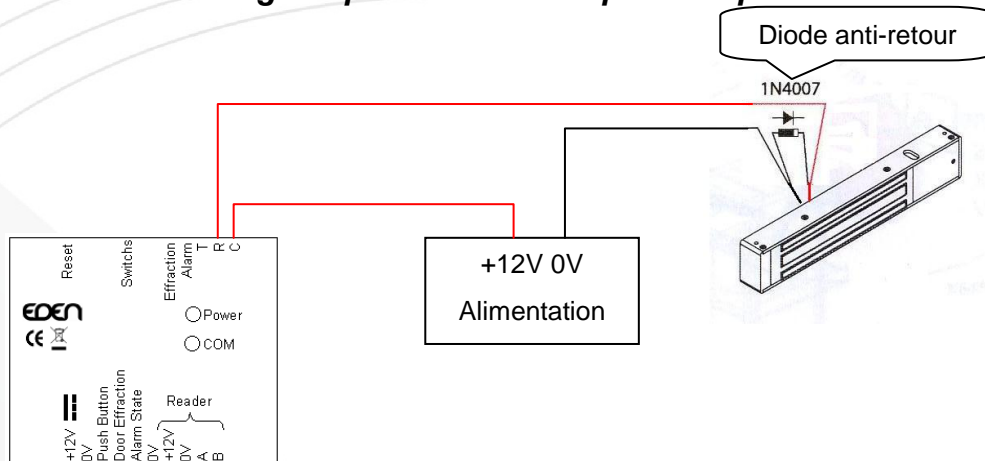 Diode anti-retour
1N4007
+12V 0V
Alimentation
Reset
Switchs
Effraction
Alarm
T
R
C
EDEN
CE
Power
COM
Reader
+12V
0V
Push Button
Door Effraction
Alarm State
0V
+12V
0V
A
B